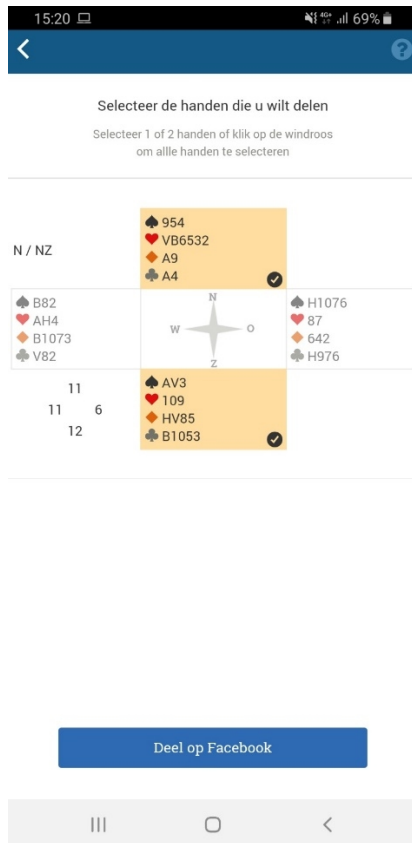 15:20 4G+ 69%
?
Selecteer de handen die u wilt delen
Selecteer 1 of 2 handen of klik op de windroos
om allle handen te selecteren
N / NZ
♠ 954
♥ VB6532
♦ A9
♣ A4
♠ B82
♥ AH4
♦ B1073
♣ V82
N
W O
Z
♠ H1076
♥ 87
♦ 642
♣ H976
11
11 6
12
♠ AV3
♥ 109
♦ HV85
♣ B1053
Deel op Facebook